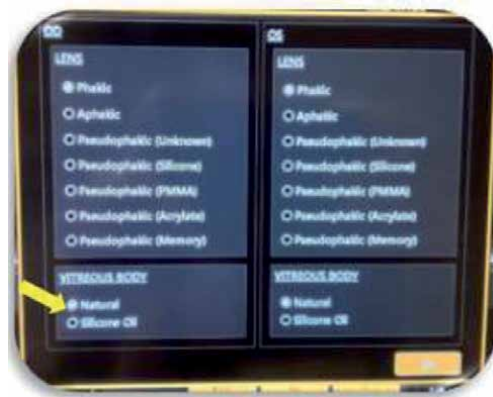 OD
LENS
Phakic
Aphakic
Pseudophakic (Unknown)
Pseudophakic (Silicone)
Pseudophakic (PMMA)
Pseudophakic (Acrylate)
Pseudophakic (Memory)
VITREOUS BODY
Natural
Silicone Oil
OS
LENS
Phakic
Aphakic
Pseudophakic (Unknown)
Pseudophakic (Silicone)
Pseudophakic (PMMA)
Pseudophakic (Acrylate)
Pseudophakic (Memory)
VITREOUS BODY
Natural
Silicone Oil